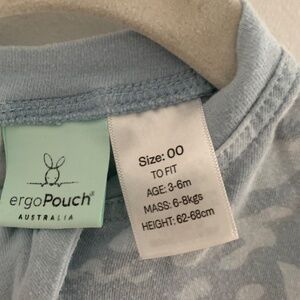 ergoPouch®
AUSTRALIA
Size: 00
TO FIT
AGE: 3-6m
MASS: 6-8kgs
HEIGHT: 62-68cm